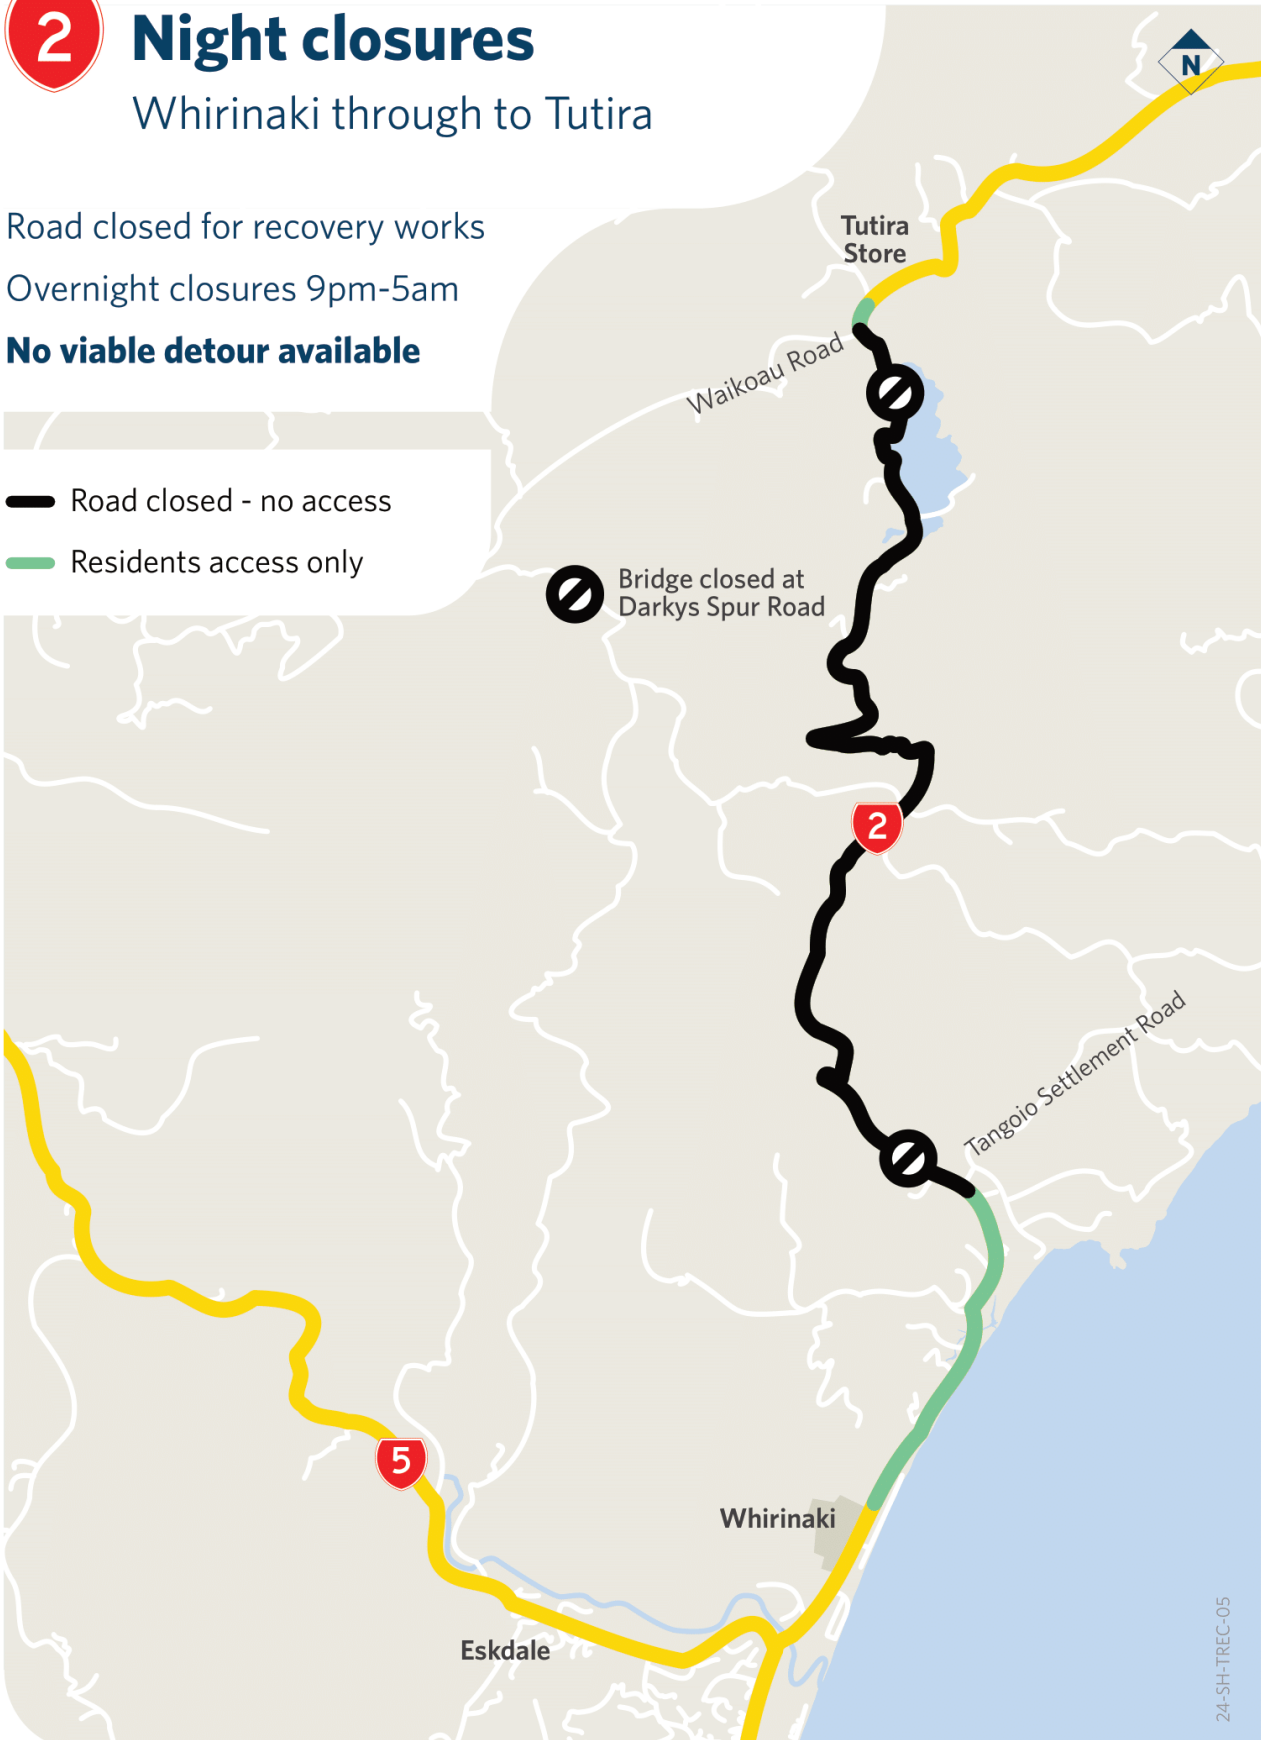 2
Night closures
Whirinaki through to Tutira
N
Road closed for recovery works
Overnight closures 9pm-5am
No viable detour available
Road closed - no access
Residents access only
Tutira
Store
Waikoau Road
Bridge closed at
Darkys Spur Road
2
Tangoio Settlement Road
5
Whirinaki
Eskdale
24-SH-TREC-05